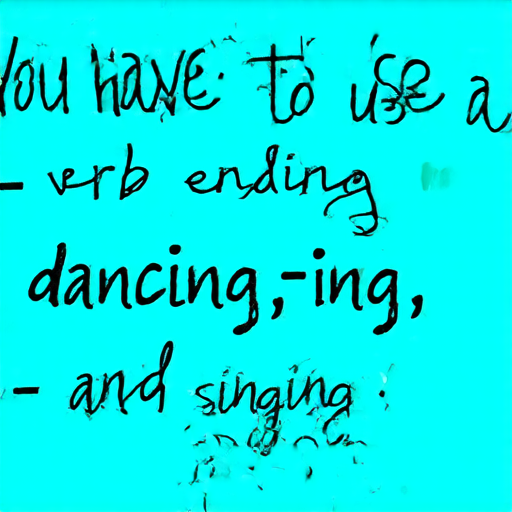 You have to use a
- verb ending
dancing,-ing,
- and singing.